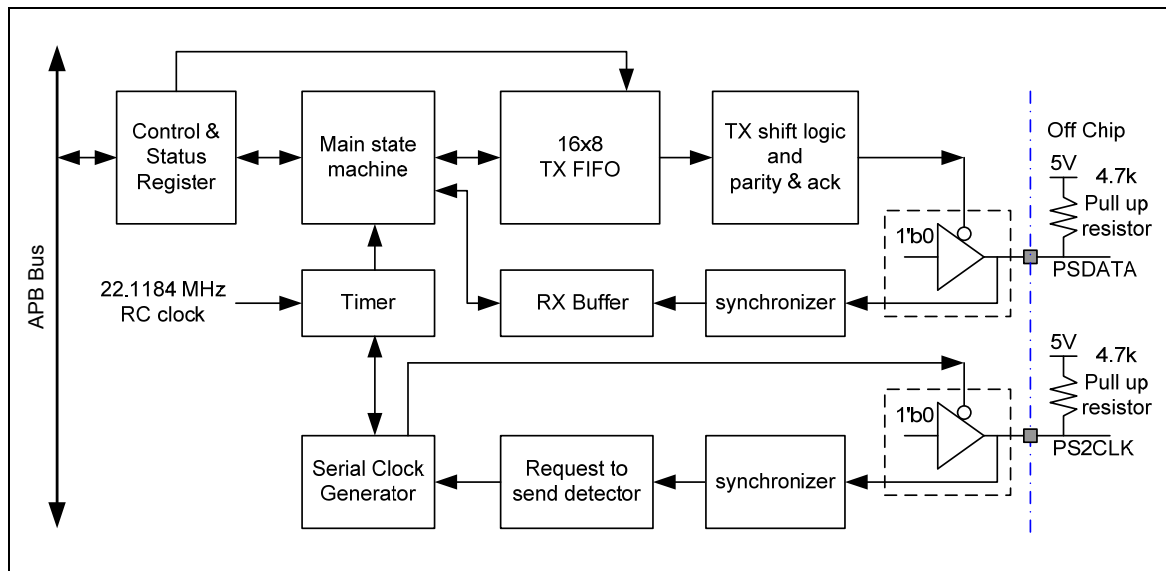 APB Bus
Control &
Status
Register
Main state
machine
16x8
TX FIFO
TX shift logic
and
parity & ack
Off Chip
5V
4.7k
Pull up
resistor
1'b0
PSDATA
22.1184 MHz
RC clock
Timer
RX Buffer
synchronizer
5V
4.7k
Pull up
resistor
1'b0
PS2CLK
Serial Clock
Generator
Request to
send detector
synchronizer